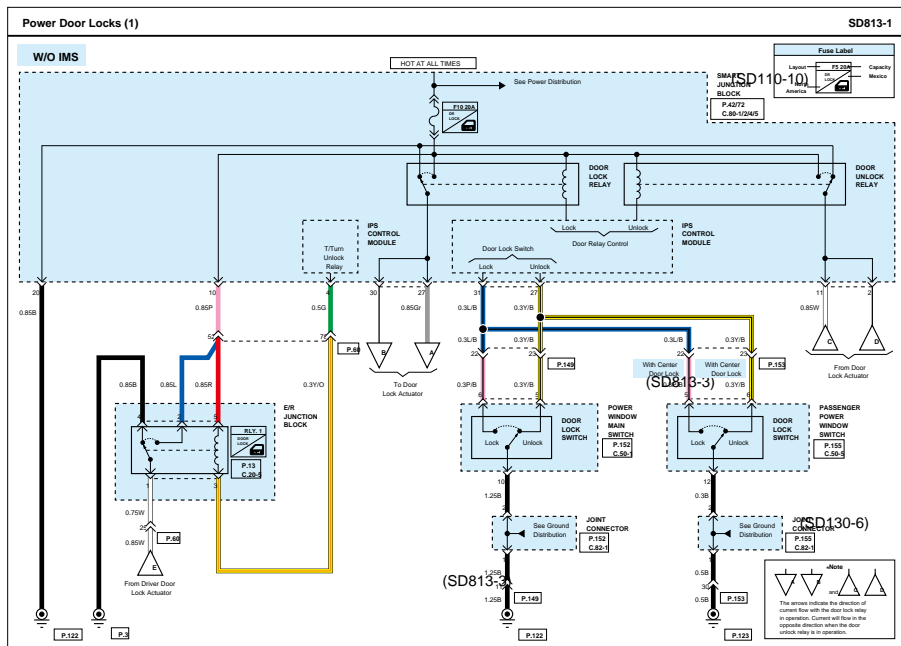 Power Door Locks (1)
SD813-1
W/O IMS
HOT AT ALL TIMES
See Power Distribution
Fuse Label
Layout
F5 20A
Capacity
DR
LOCK
Mexico
America
SMART
JUNCTION
BLOCK
(SD110-10)
P.42/72
C.80-1/2/4/5
F10 20A
DR
LOCK
DOOR
LOCK
RELAY
DOOR
UNLOCK
RELAY
IPS
CONTROL
MODULE
T/Turn
Unlock
Relay
Lock
Unlock
Door Relay Control
Door Lock Switch
Lock
Unlock
IPS
CONTROL
MODULE
20
10
4
30
27
31
27
11
2
0.85B
0.85P
0.5G
0.85Gr
0.3L/B
0.3Y/B
0.85W
B
A
C
D
To Door
Lock Actuator
From Door
Lock Actuator
P.60
0.3L/B
0.3Y/B
0.3L/B
0.3Y/B
22
23
P.149
22
23
P.153
With Center
Door Lock
With Center
Door Lock
(SD813-3)
0.85B
0.85L
0.85R
0.3Y/O
0.3P/B
0.3Y/B
0.3Y/B
E/R
JUNCTION
BLOCK
RLY. 1
DOOR
LOCK
P.13
C.20-5
1
3
6
5
5
6
Lock
Unlock
DOOR
LOCK
SWITCH
POWER
WINDOW
MAIN
SWITCH
P.152
C.50-1
Lock
Unlock
DOOR
LOCK
SWITCH
PASSENGER
POWER
WINDOW
SWITCH
P.155
C.50-5
10
12
0.75W
1.25B
0.3B
P.60
0.85W
E
From Driver Door
Lock Actuator
See Ground
Distribution
JOINT
CONNECTOR
P.152
C.82-1
See Ground
Distribution
(SD130-6)
P.155
C.82-1
(SD813-3
1.25B
1.25B
P.149
0.5B
0.5B
P.153
P.122
P.3
P.122
P.123
•Note
and
The arrows indicate the direction of
current flow with the door lock relay
in operation. Current will flow in the
opposite direction when the door
unlock relay is in operation.